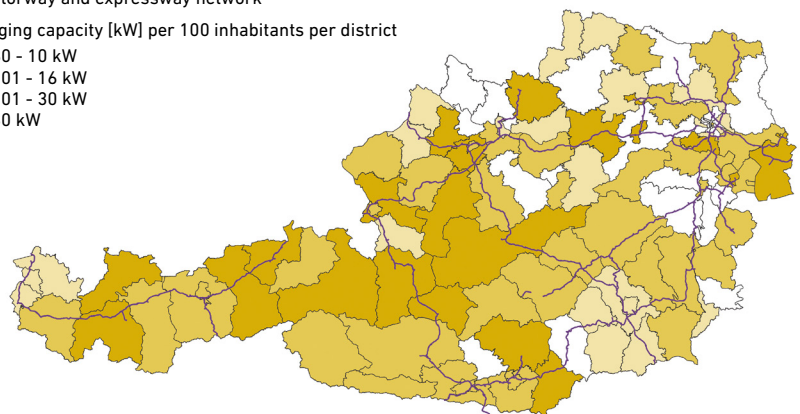 torway and expressway network
ging capacity [kW] per 100 inhabitants per district
0 - 10 kW
01 - 16 kW
01 - 30 kW
0 kW